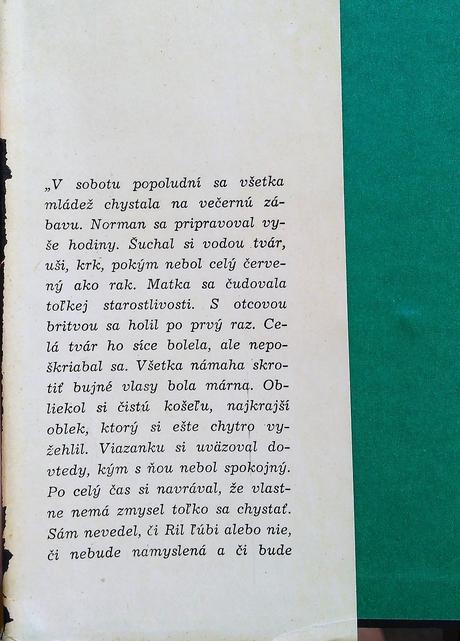 „V sobotu popoludní sa všetka
mládež chystala na večernú zá-
bavu. Norman sa pripravoval vy-
še hodiny. Šuchal si vodou tvár,
uši, krk, pokým nebol celý červe-
ný ako rak. Matka sa čudovala
toľkej starostlivosti. S otcovou
britvou sa holil po prvý raz. Ce-
lá tvár ho síce bolela, ale nepo-
škriabal sa. Všetka námaha skro-
tiť bujné vlasy bola márna. Ob-
liekol si čistú košeľu, najkrajší
oblek, ktorý si ešte chytro vy-
žehlil. Viazanku si uväzoval do-
vtedy, kým s ňou nebol spokojný.
Po celý čas si navrával, že vlast-
ne nemá zmysel toľko sa chystať.
Sám nevedel, či Ril ľúbi alebo nie,
či nebude namyslená a či bude